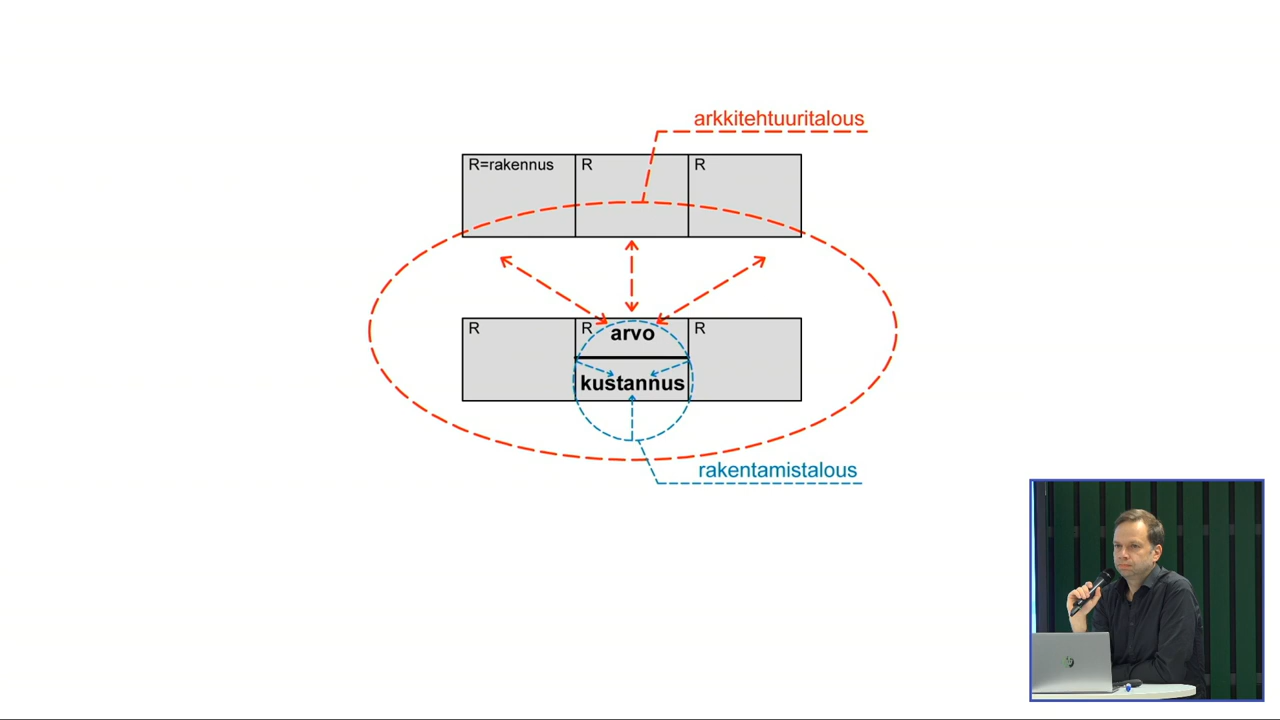 arkkitehtuuritalous
R=rakennus
R
R
R
R
arvo
R
kustannus
rakentamistalous